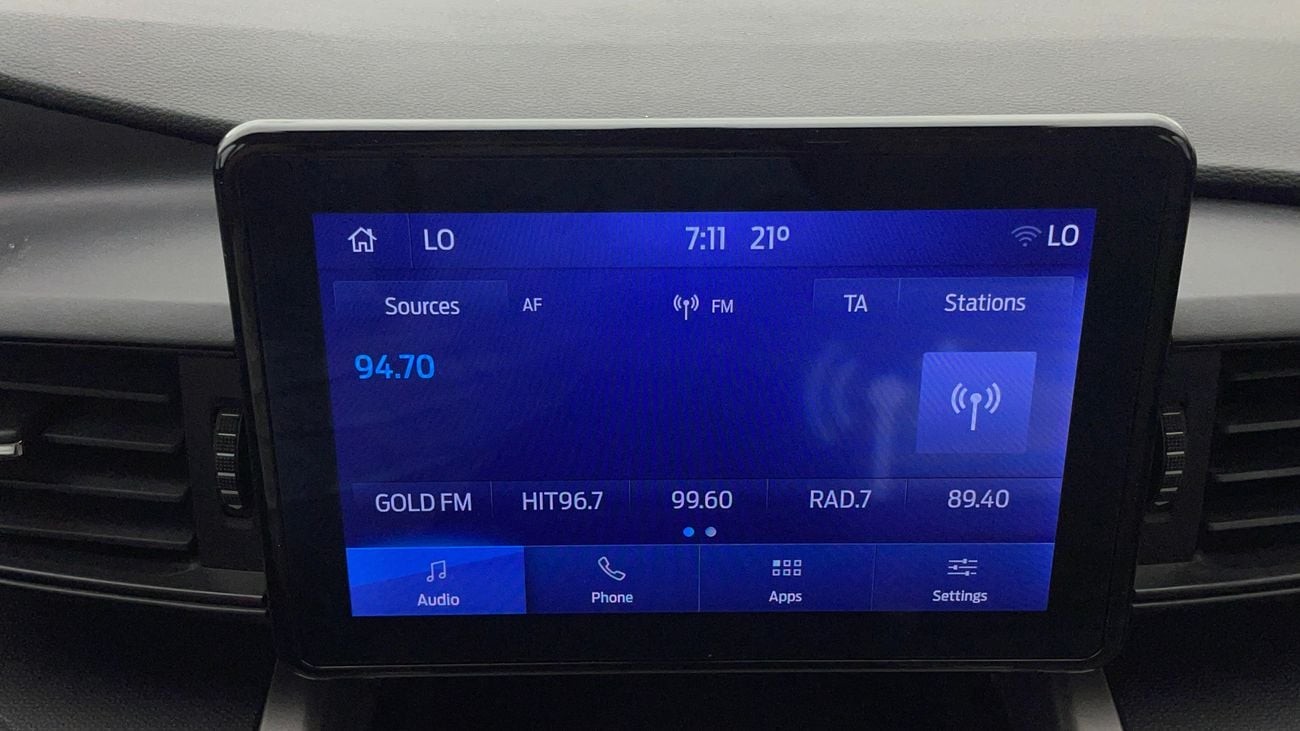 LO 7:11 21º LO
Sources AF FM TA Stations
94.70
GOLD FM HIT96.7 99.60 RAD.7 89.40
Audio Phone Apps Settings